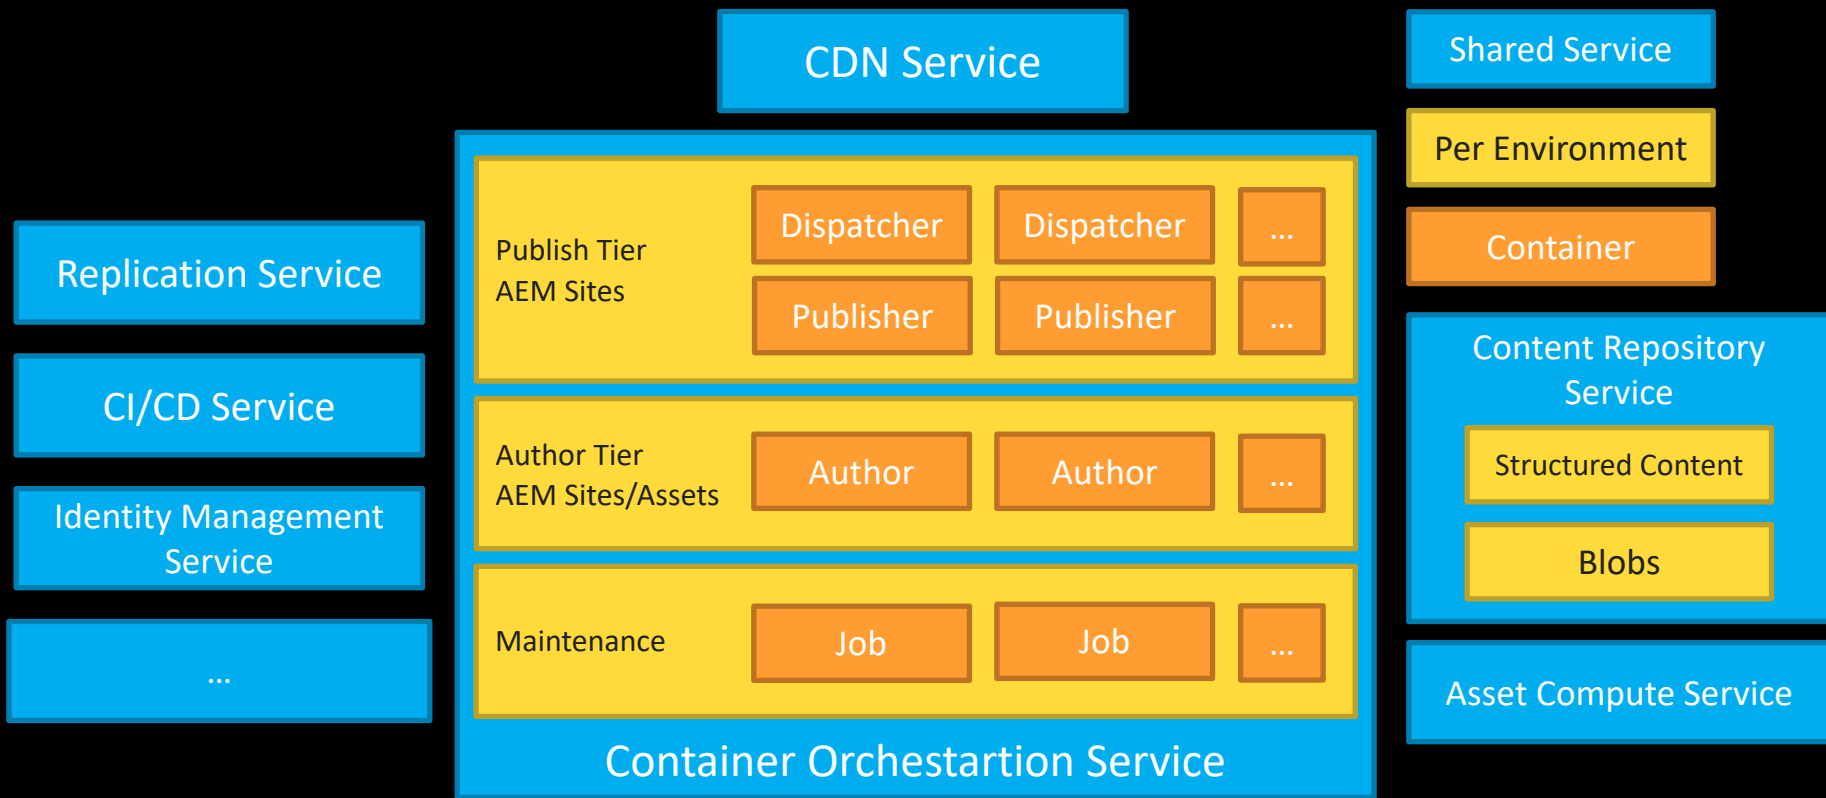 CDN Service
Shared Service
Per Environment
Container
Replication Service
CI/CD Service
Identity Management
Service
...
Publish Tier
AEM Sites
Dispatcher
Dispatcher
...
Publisher
Publisher
...
Author Tier
AEM Sites/Assets
Author
Author
...
Maintenance
Job
Job
...
Container Orchestartion Service
Content Repository
Service
Structured Content
Blobs
Asset Compute Service